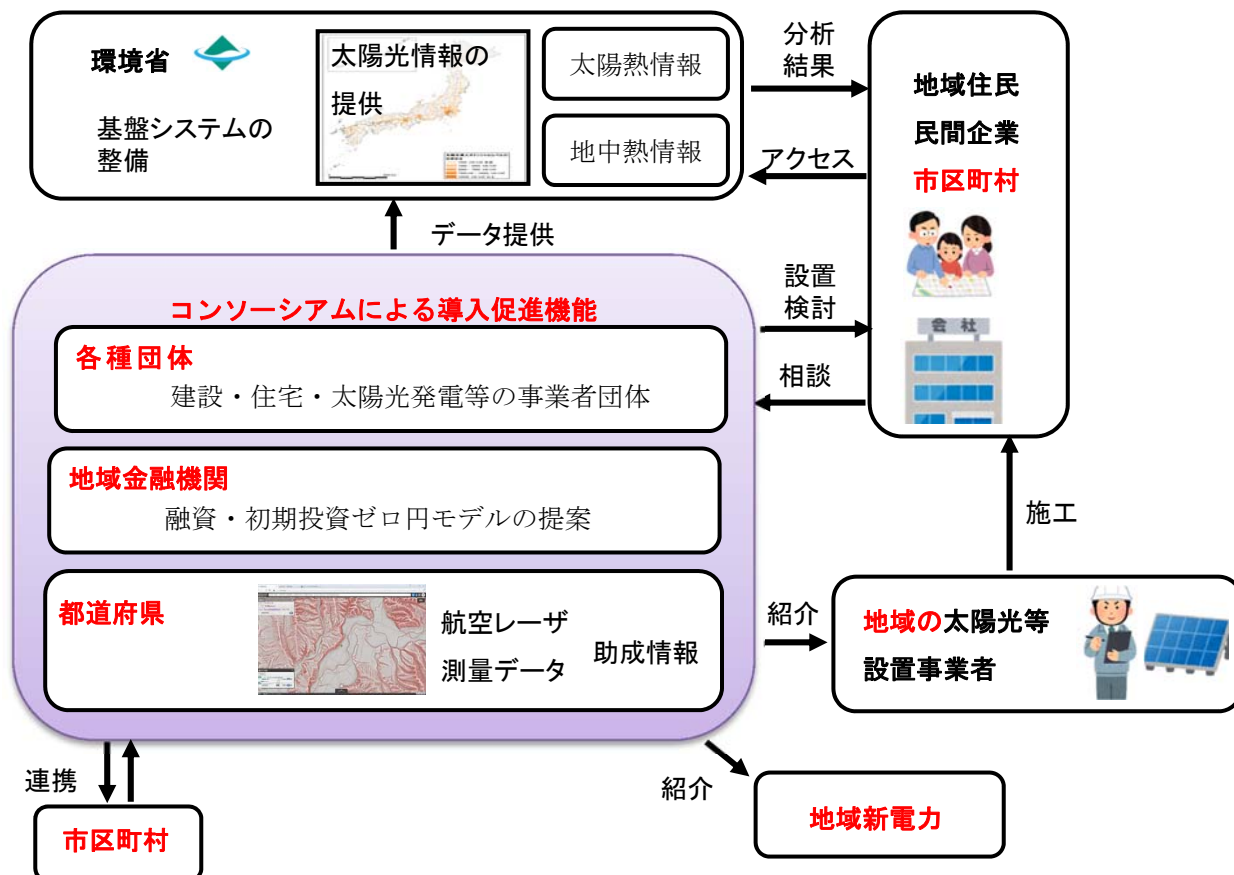 環境省
基盤システムの
整備
太陽光情報の
提供
太陽熱情報
地中熱情報
分析
結果
アクセス
地域住民
民間企業
市区町村
会社
データ提供
コンソーシアムによる導入促進機能
各種団体
建設・住宅・太陽光発電等の事業者団体
地域金融機関
融資・初期投資ゼロ円モデルの提案
都道府県
航空レーザ
測量データ
助成情報
設置
検討
相談
施工
紹介
地域の太陽光等
設置事業者
連携
市区町村
紹介
地域新電力